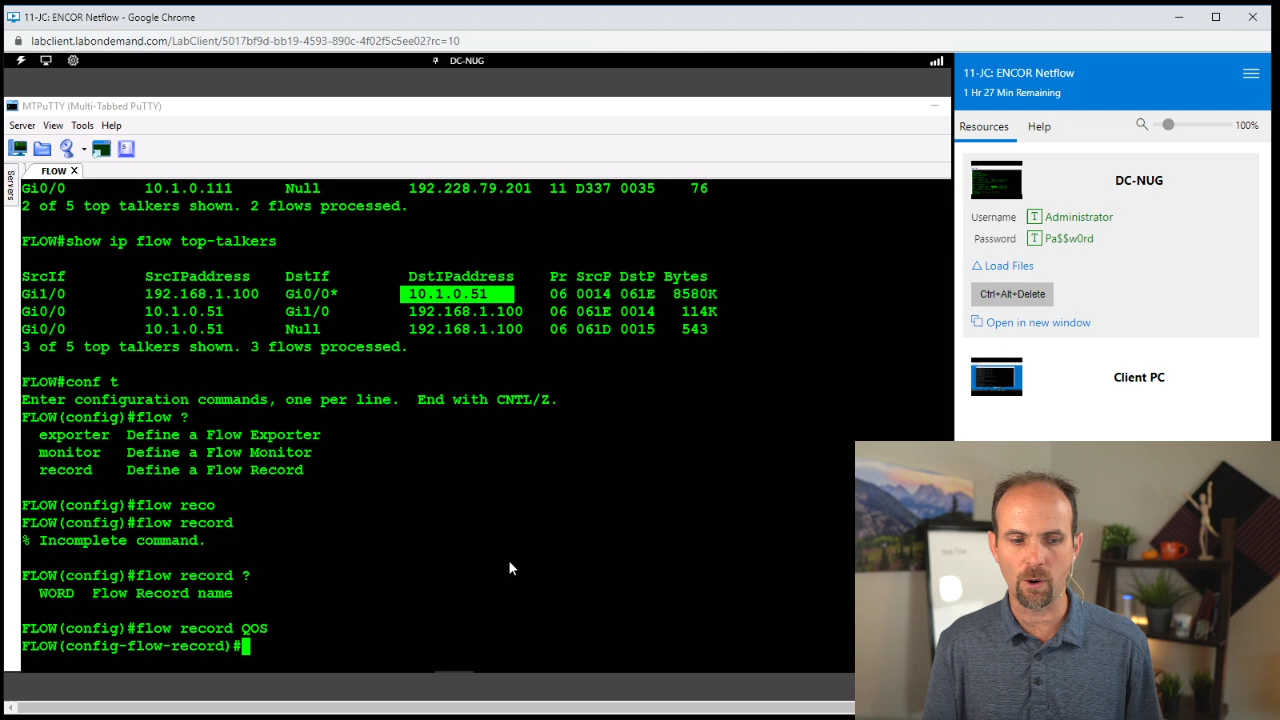 11-JC: ENCOR Netflow - Google Chrome
labclient.labondemand.com/LabClient/5017bf9d-bb19-4593-890c-4f02f5c5ee02?rc=10
DC-NUG
MTPuTTY (Multi-Tabbed PuTTY)
Server View Tools Help
Servers
FLOW X
Gi0/0 10.1.0.111 Null 192.228.79.201 11 D337 0035 76
2 of 5 top talkers shown. 2 flows processed.
FLOW#show ip flow top-talkers
SrcIf SrcIPaddress DstIf DstIPaddress Pr SrcP DstP Bytes
Gi1/0 192.168.1.100 Gi0/0* 10.1.0.51 06 0014 061E 8580K
Gi0/0 10.1.0.51 Gi1/0 192.168.1.100 06 061E 0014 114K
Gi0/0 10.1.0.51 Null 192.168.1.100 06 061D 0015 543
3 of 5 top talkers shown. 3 flows processed.
FLOW#conf t
Enter configuration commands, one per line. End with CNTL/Z.
FLOW(config)#flow ?
exporter Define a Flow Exporter
monitor Define a Flow Monitor
record Define a Flow Record
FLOW(config)#flow reco
FLOW(config)#flow record
% Incomplete command.
FLOW(config)#flow record ?
WORD Flow Record name
FLOW(config)#flow record QOS
FLOW(config-flow-record)#
11-JC: ENCOR Netflow
1 Hr 27 Min Remaining
Resources Help 100%
DC-NUG
Username T Administrator
Password T Pa$$w0rd
Load Files
Ctrl+Alt+Delete
Open in new window
Client PC